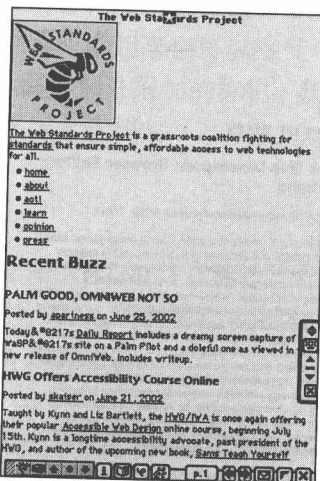 The Web Standards Project
WEB STANDARDS
PROJECT
The Web Standards Project is a grassroots coalition fighting for
standards that ensure simple, affordable access to web technologies
for all.
home
about
act!
learn
opinion
press
Recent Buzz
PALM GOOD, OMNIWEB NOT SO
Posted by apartness on June 25, 2002
Today&#8217s Daily Report includes a dreamy screen capture of
WaSP&#8217s site on a Palm Pilot and a doleful one as viewed in
new release of OmniWeb. Includes writeup.
HWG Offers Accessibility Course Online
Posted by skaiser on June 21, 2002
Taught by Kynn and Liz Bartlett, the HWG/IWA is once again offering
their popular Accessible Web Design online course, beginning July
15th. Kynn is a longtime accessibility advocate, past president of the
HWG, and author of the upcoming new book, Sams Teach Yourself
p.1